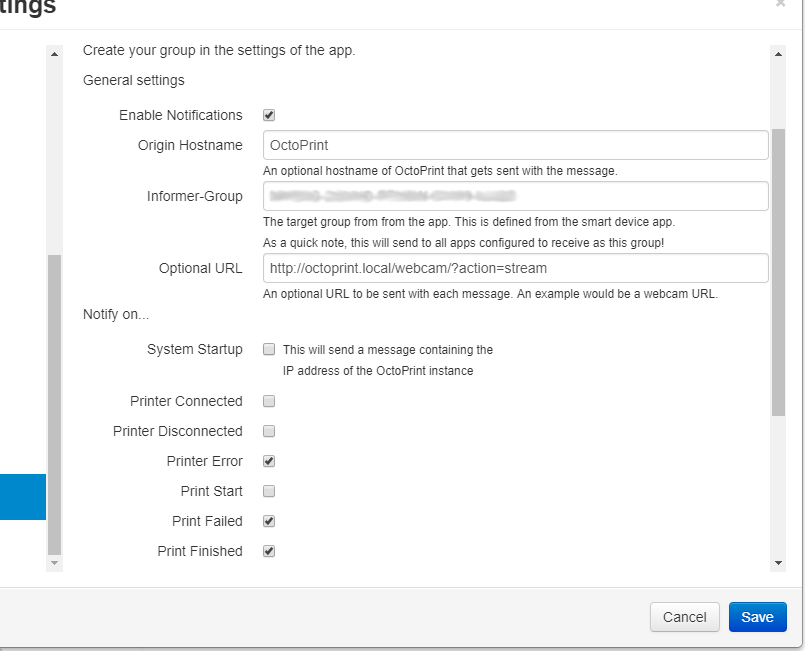 tings
×
Create your group in the settings of the app.
General settings
Enable Notifications
Origin Hostname
OctoPrint
An optional hostname of OctoPrint that gets sent with the message.
Informer-Group
The target group from from the app. This is defined from the smart device app.
As a quick note, this will send to all apps configured to receive as this group!
Optional URL
http://octoprint.local/webcam/?action=stream
An optional URL to be sent with each message. An example would be a webcam URL.
Notify on...
System Startup
This will send a message containing the
IP address of the OctoPrint instance
Printer Connected
Printer Disconnected
Printer Error
Print Start
Print Failed
Print Finished
Cancel
Save